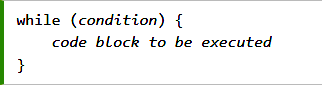 while (condition) {
    code block to be executed
}